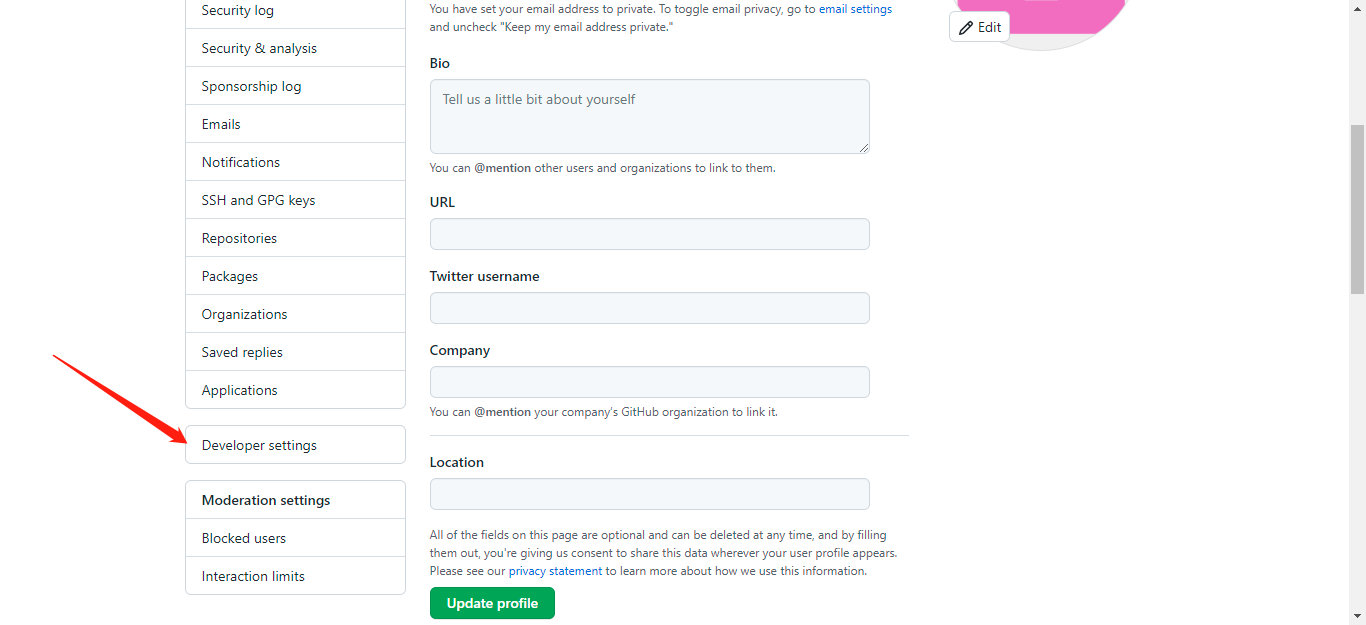 Security log
Security & analysis
Sponsorship log
Emails
Notifications
SSH and GPG keys
Repositories
Packages
Organizations
Saved replies
Applications
Developer settings
Moderation settings
Blocked users
Interaction limits
You have set your email address to private. To toggle email privacy, go to email settings
and uncheck "Keep my email address private."
Bio
Tell us a little bit about yourself
You can @mention other users and organizations to link to them.
URL
Twitter username
Company
You can @mention your company's GitHub organization to link it.
Location
All of the fields on this page are optional and can be deleted at any time, and by filling
them out, you're giving us consent to share this data wherever your user profile appears.
Please see our privacy statement to learn more about how we use this information.
Update profile
Edit